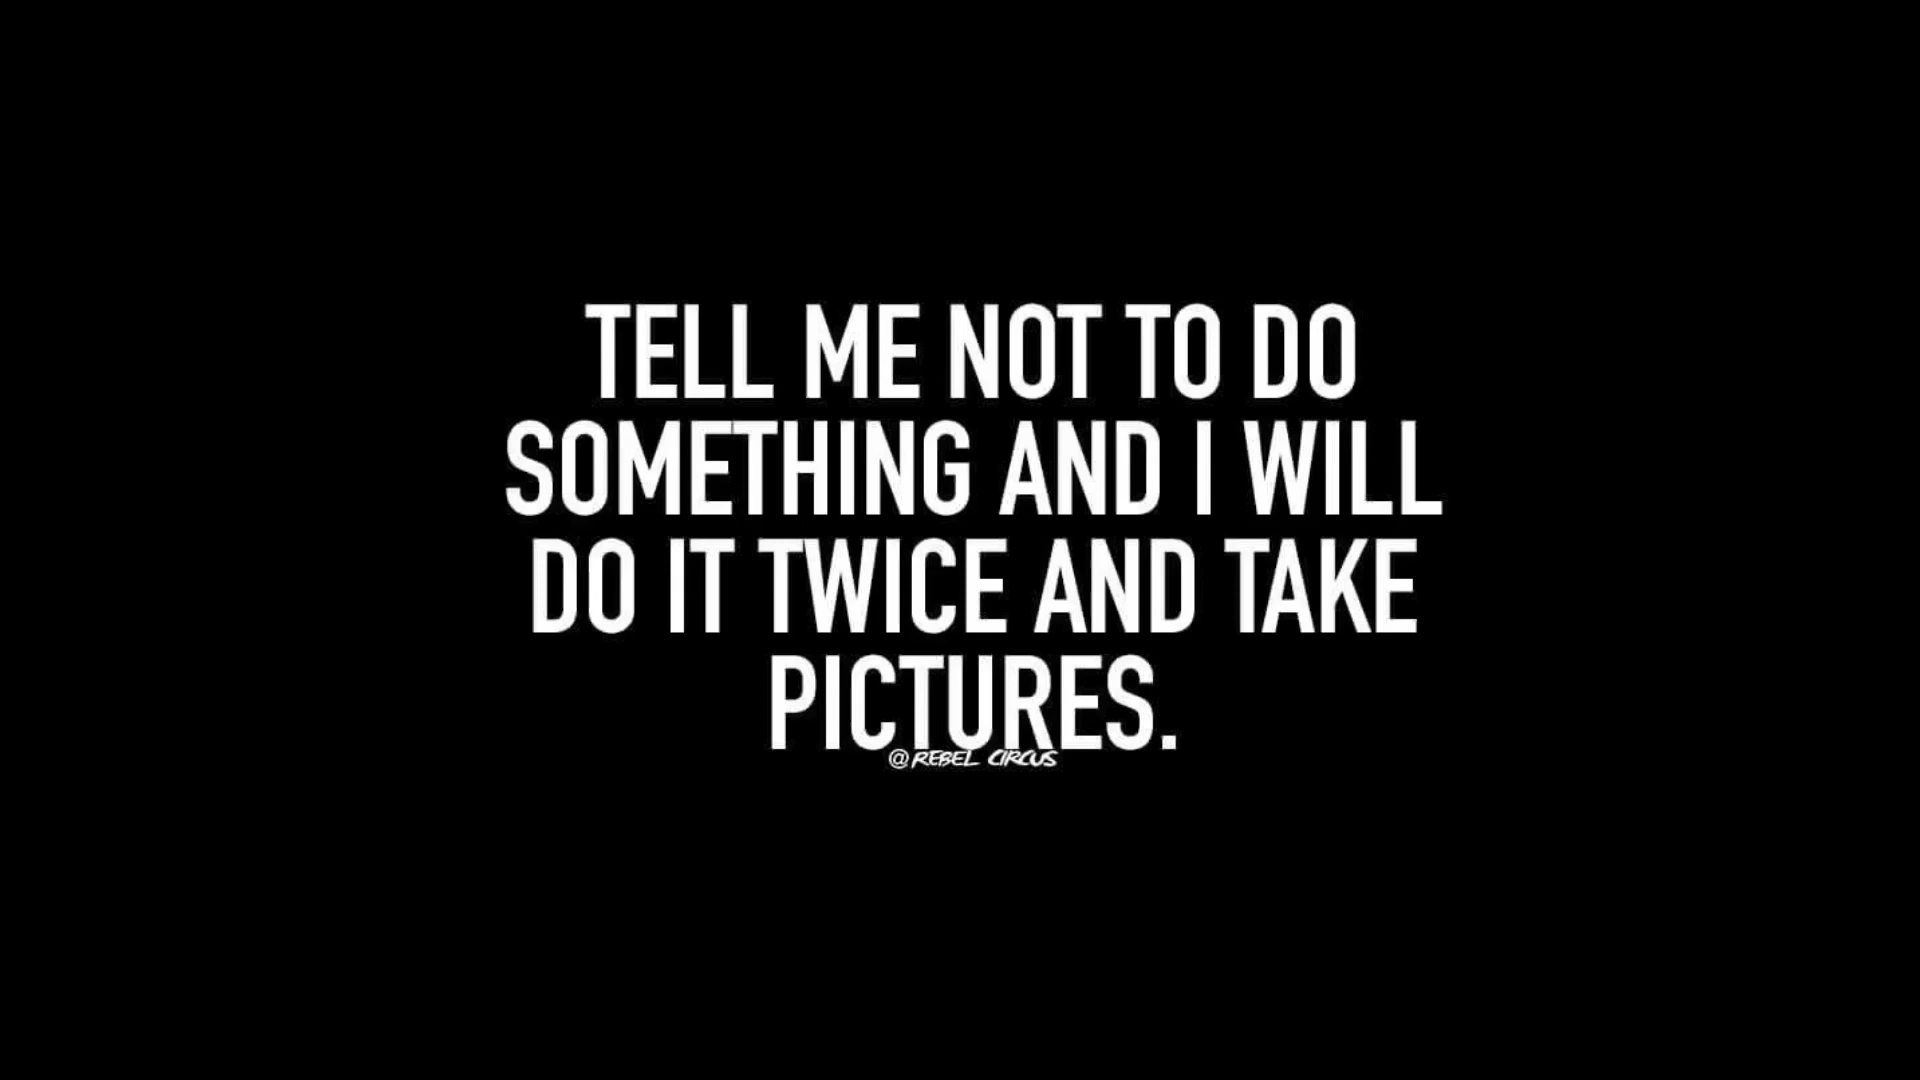 TELL ME NOT TO DO
SOMETHING AND I WILL
DO IT TWICE AND TAKE
PICTURES.
@REBEL CIRCUS